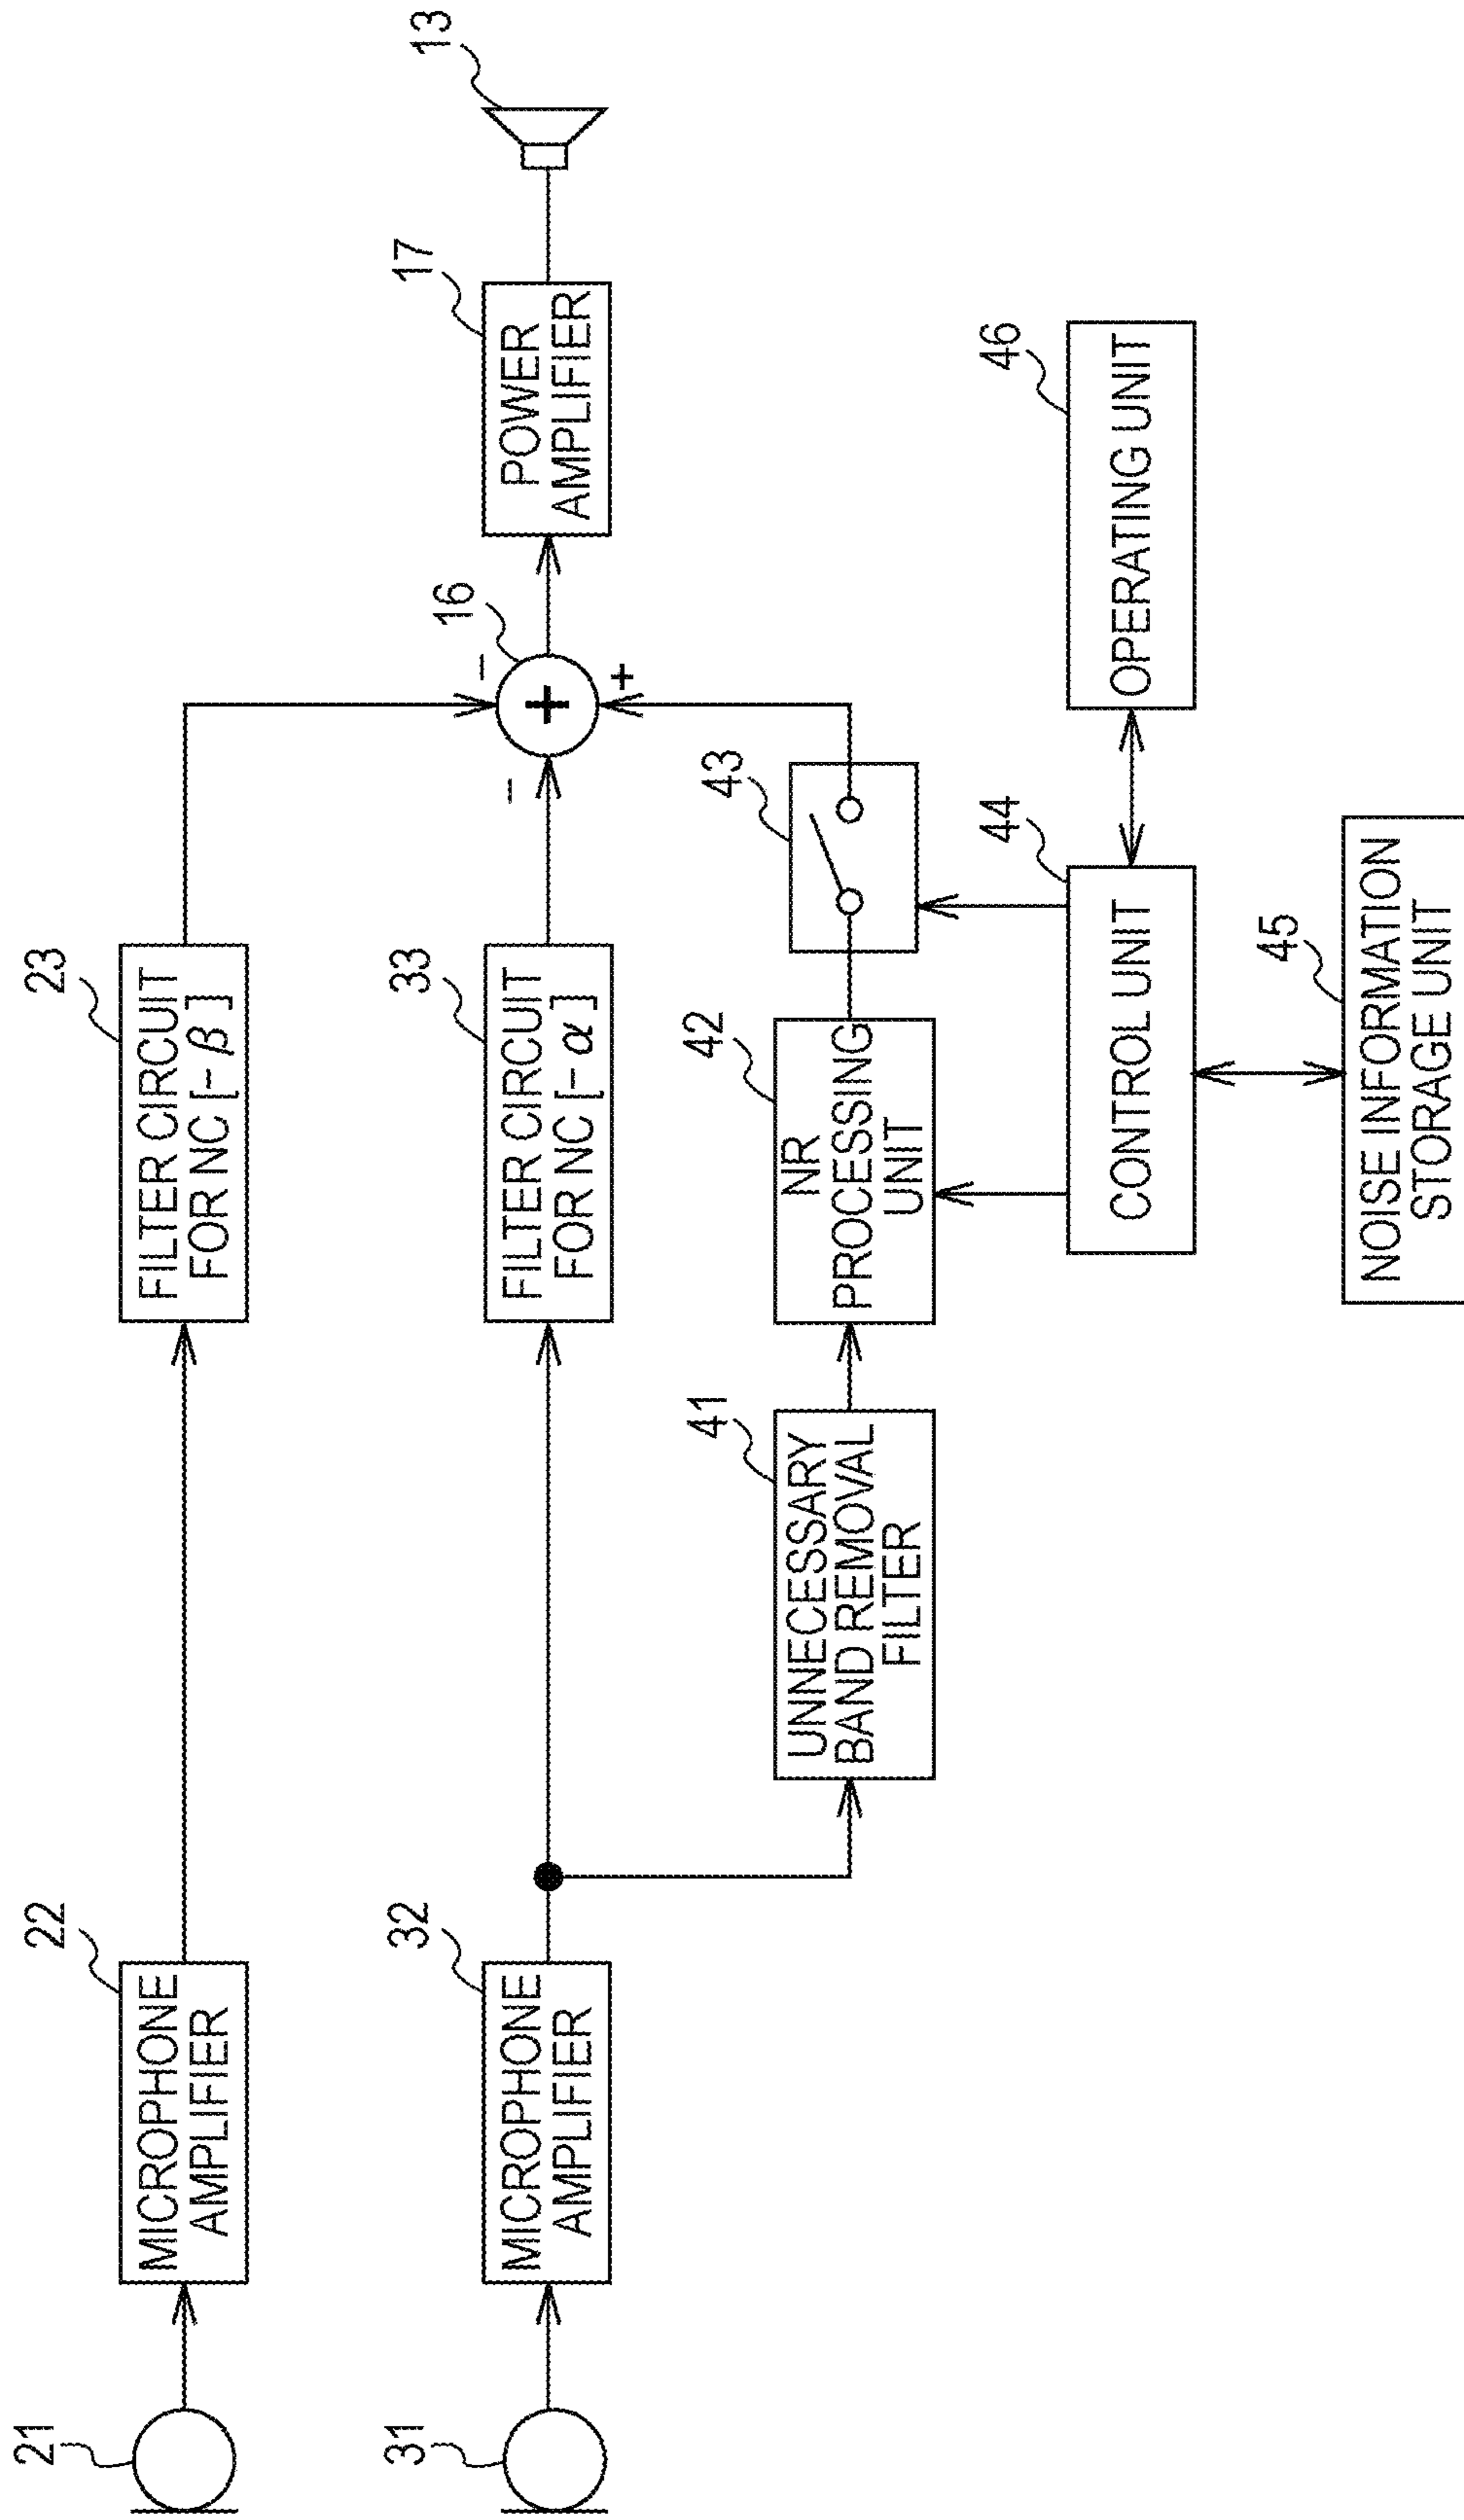 21
22
MICROPHONE
AMPLIFIER
23
FILTER CIRCUIT
FOR NC [-β]
31
32
MICROPHONE
AMPLIFIER
33
FILTER CIRCUIT
FOR NC [-α]
−
−
+
+
16
17
POWER
AMPLIFIER
13
41
UNNECESSARY
BAND REMOVAL
FILTER
42
NR
PROCESSING
UNIT
43
44
CONTROL UNIT
46
OPERATING UNIT
45
NOISE INFORMATION
STORAGE UNIT